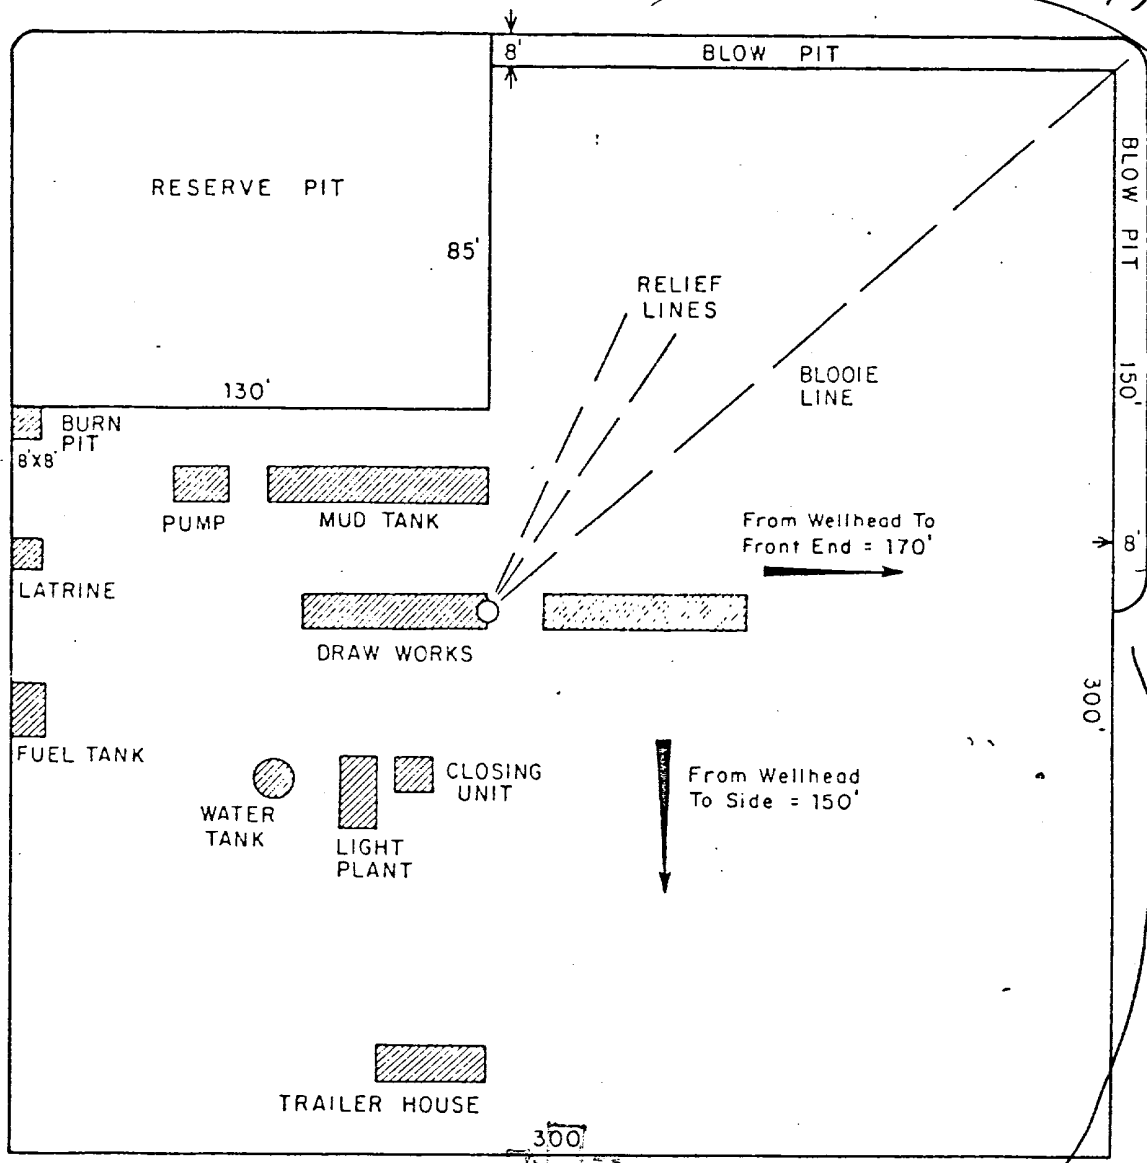 8'
BLOW PIT
RESERVE PIT
85'
130'
BLOW PIT
150'
RELIEF
LINES
BLOOIE
LINE
BURN
PIT
8'X8'
PUMP
MUD TANK
From Wellhead To
Front End = 170'
8'
LATRINE
DRAW WORKS
300'
FUEL TANK
WATER
TANK
LIGHT
PLANT
CLOSING
UNIT
From Wellhead
To Side = 150'
TRAILER HOUSE
300